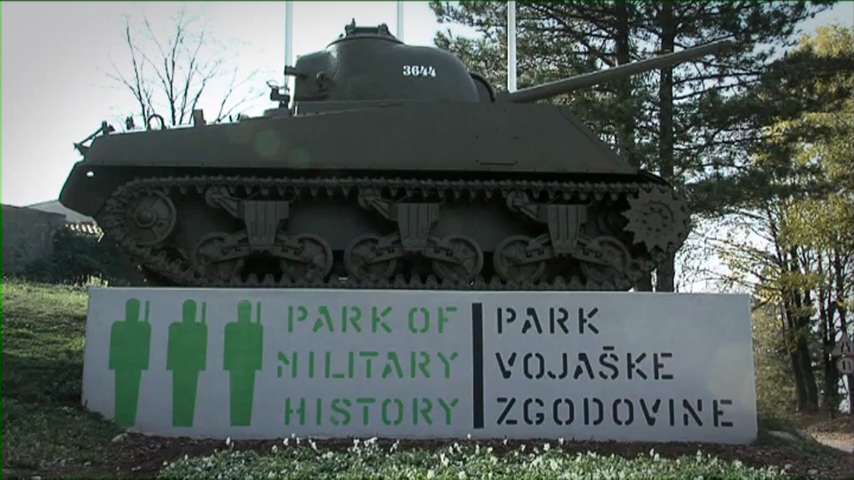 3644
PARK OF
MILITARY
HISTORY
PARK
VOJAŠKE
ZGODOVINE